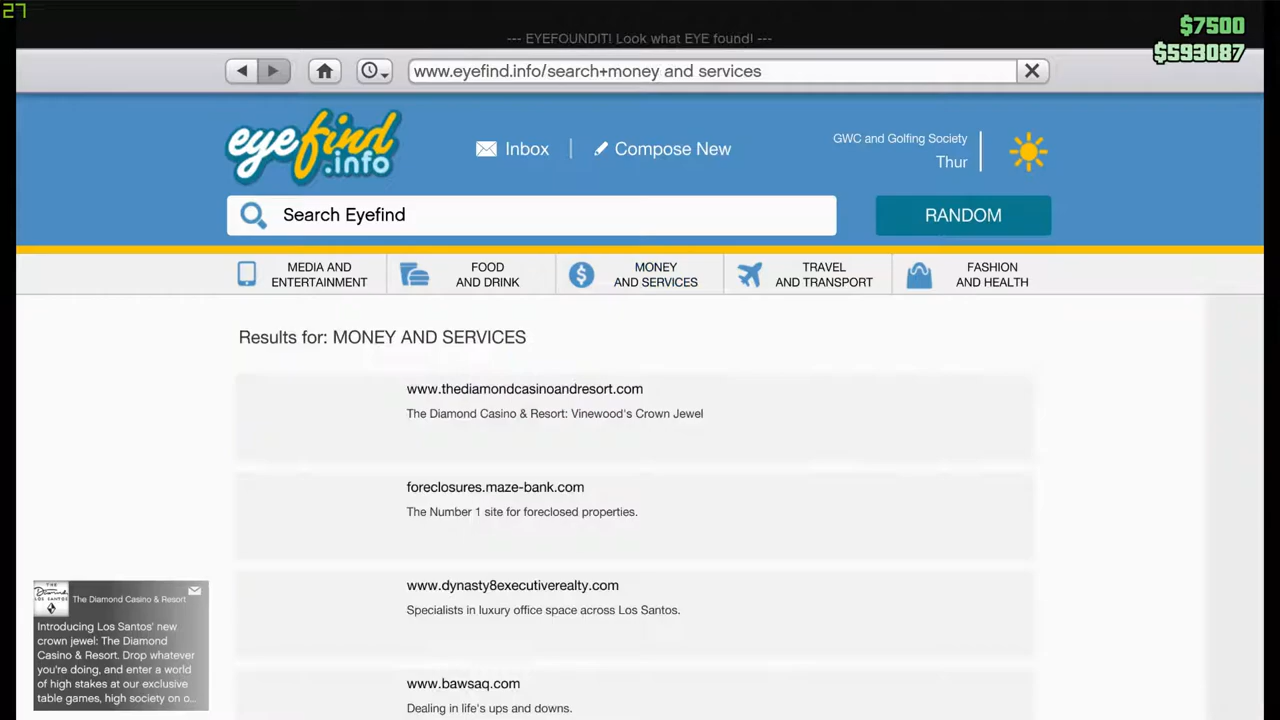 27
--- EYEFOUNDIT! Look what EYE found! ---
$7500
$593087
www.eyefind.info/search+money and services
eyefind.info
Inbox
Compose New
GWC and Golfing Society
Thur
Search Eyefind
RANDOM
MEDIA AND
ENTERTAINMENT
FOOD
AND DRINK
MONEY
AND SERVICES
TRAVEL
AND TRANSPORT
FASHION
AND HEALTH
Results for: MONEY AND SERVICES
www.thediamondcasinoandresort.com
The Diamond Casino & Resort: Vinewood's Crown Jewel
foreclosures.maze-bank.com
The Number 1 site for foreclosed properties.
www.dynasty8executiverealty.com
Specialists in luxury office space across Los Santos.
www.bawsaq.com
Dealing in life's ups and downs.
THE
Diamond
LOS SANTOS
The Diamond Casino & Resort
Introducing Los Santos' new
crown jewel: The Diamond
Casino & Resort. Drop whatever
you're doing, and enter a world
of high stakes at our exclusive
table games, high society on o...